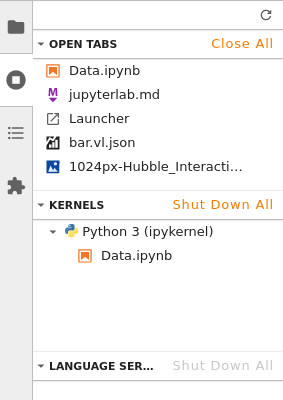 OPEN TABS Close All
Data.ipynb
jupyterlab.md
Launcher
bar.vl.json
1024px-Hubble_Interacti...
KERNELS Shut Down All
Python 3 (ipykernel)
Data.ipynb
LANGUAGE SER... Shut Down All